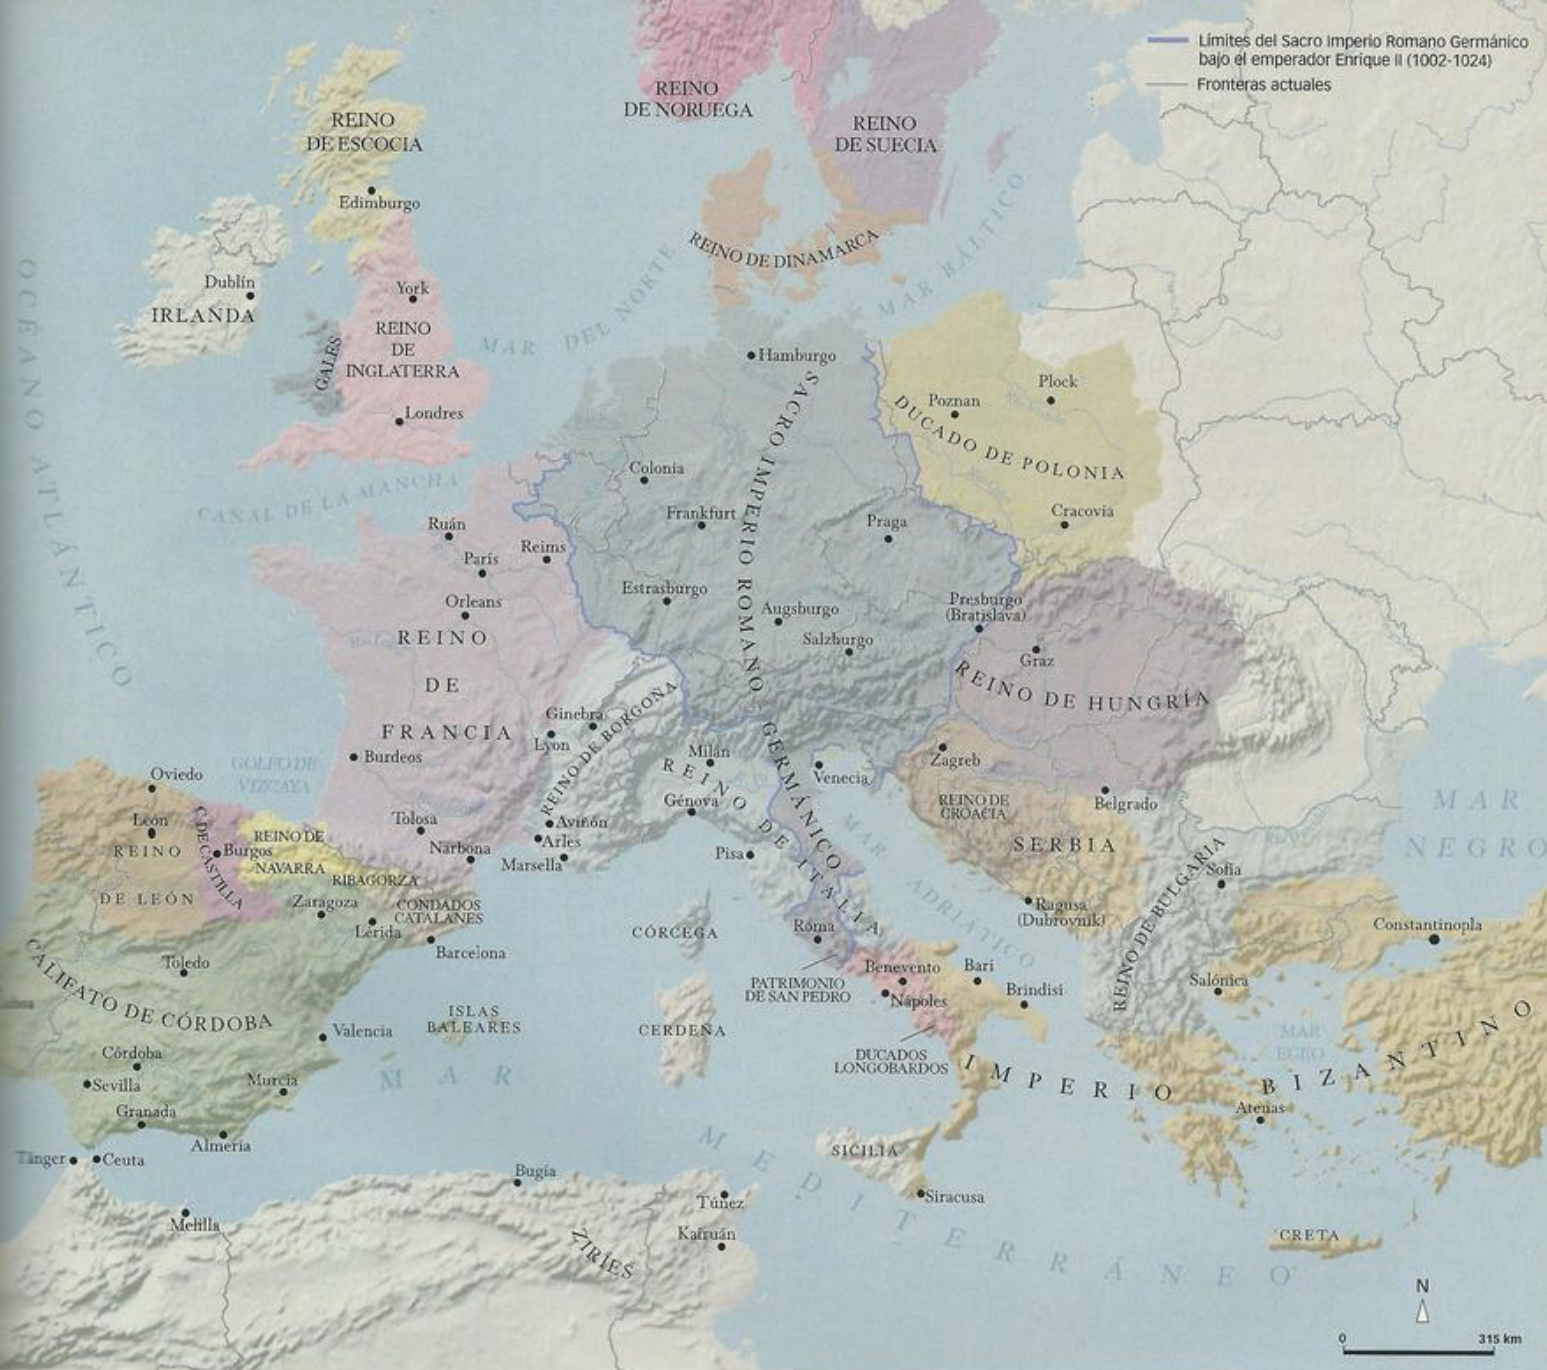 Límites del Sacro Imperio Romano Germánico
bajo el emperador Enrique II (1002-1024)
Fronteras actuales
REINO
DE NORUEGA
REINO
DE SUECIA
REINO
DE ESCOCIA
Edimburgo
REINO DE DINAMARCA
MAR BÁLTICO
MAR DEL NORTE
OCÉANO ATLÁNTICO
Dublín
IRLANDA
York
REINO
DE
INGLATERRA
GALES
Londres
CANAL DE LA MANCHA
Hamburgo
SACRO IMPERIO ROMANO GERMÁNICO
Colonia
Frankfurt
Praga
Estrasburgo
Augsburgo
Salzburgo
Presburgo
(Bratislava)
Plock
Poznan
DUCADO DE POLONIA
Cracovia
Graz
REINO DE HUNGRÍA
Ruán
París
Reims
Orleans
REINO
DE
FRANCIA
Burdeos
Tolosa
Narbona
GOLFO DE
VIZCAYA
Ginebra
Lyon
REINO DE BORGOÑA
Aviñón
Arles
Marsella
Milán
REINO DE ITALIA
Génova
Venecia
Pisa
Roma
PATRIMONIO
DE SAN PEDRO
MAR
ADRIÁTICO
Zagreb
REINO DE
CROACIA
Belgrado
SERBIA
Ragusa
(Dubrovnik)
REINO DE BULGARIA
Sofía
MAR
NEGRO
Constantinopla
Salónica
Oviedo
León
REINO
DE LEÓN
C. DE CASTILLA
Burgos
REINO DE
NAVARRA
RIBAGORZA
Zaragoza
Lérida
CONDADOS
CATALANES
Barcelona
CALIFATO DE CÓRDOBA
Toledo
Valencia
ISLAS
BALEARES
Córdoba
Sevilla
Murcia
Granada
Almería
Tánger
Ceuta
Melilla
CÓRCEGA
CERDEÑA
Benevento
Bari
Nápoles
Brindisi
DUCADOS
LONGOBARDOS
IMPERIO BIZANTINO
MAR
EGEO
Atenas
SICILIA
Siracusa
CRETA
MAR MEDITERRÁNEO
Bugía
Túnez
Kairuán
ZIRÍES
N
0 315 km